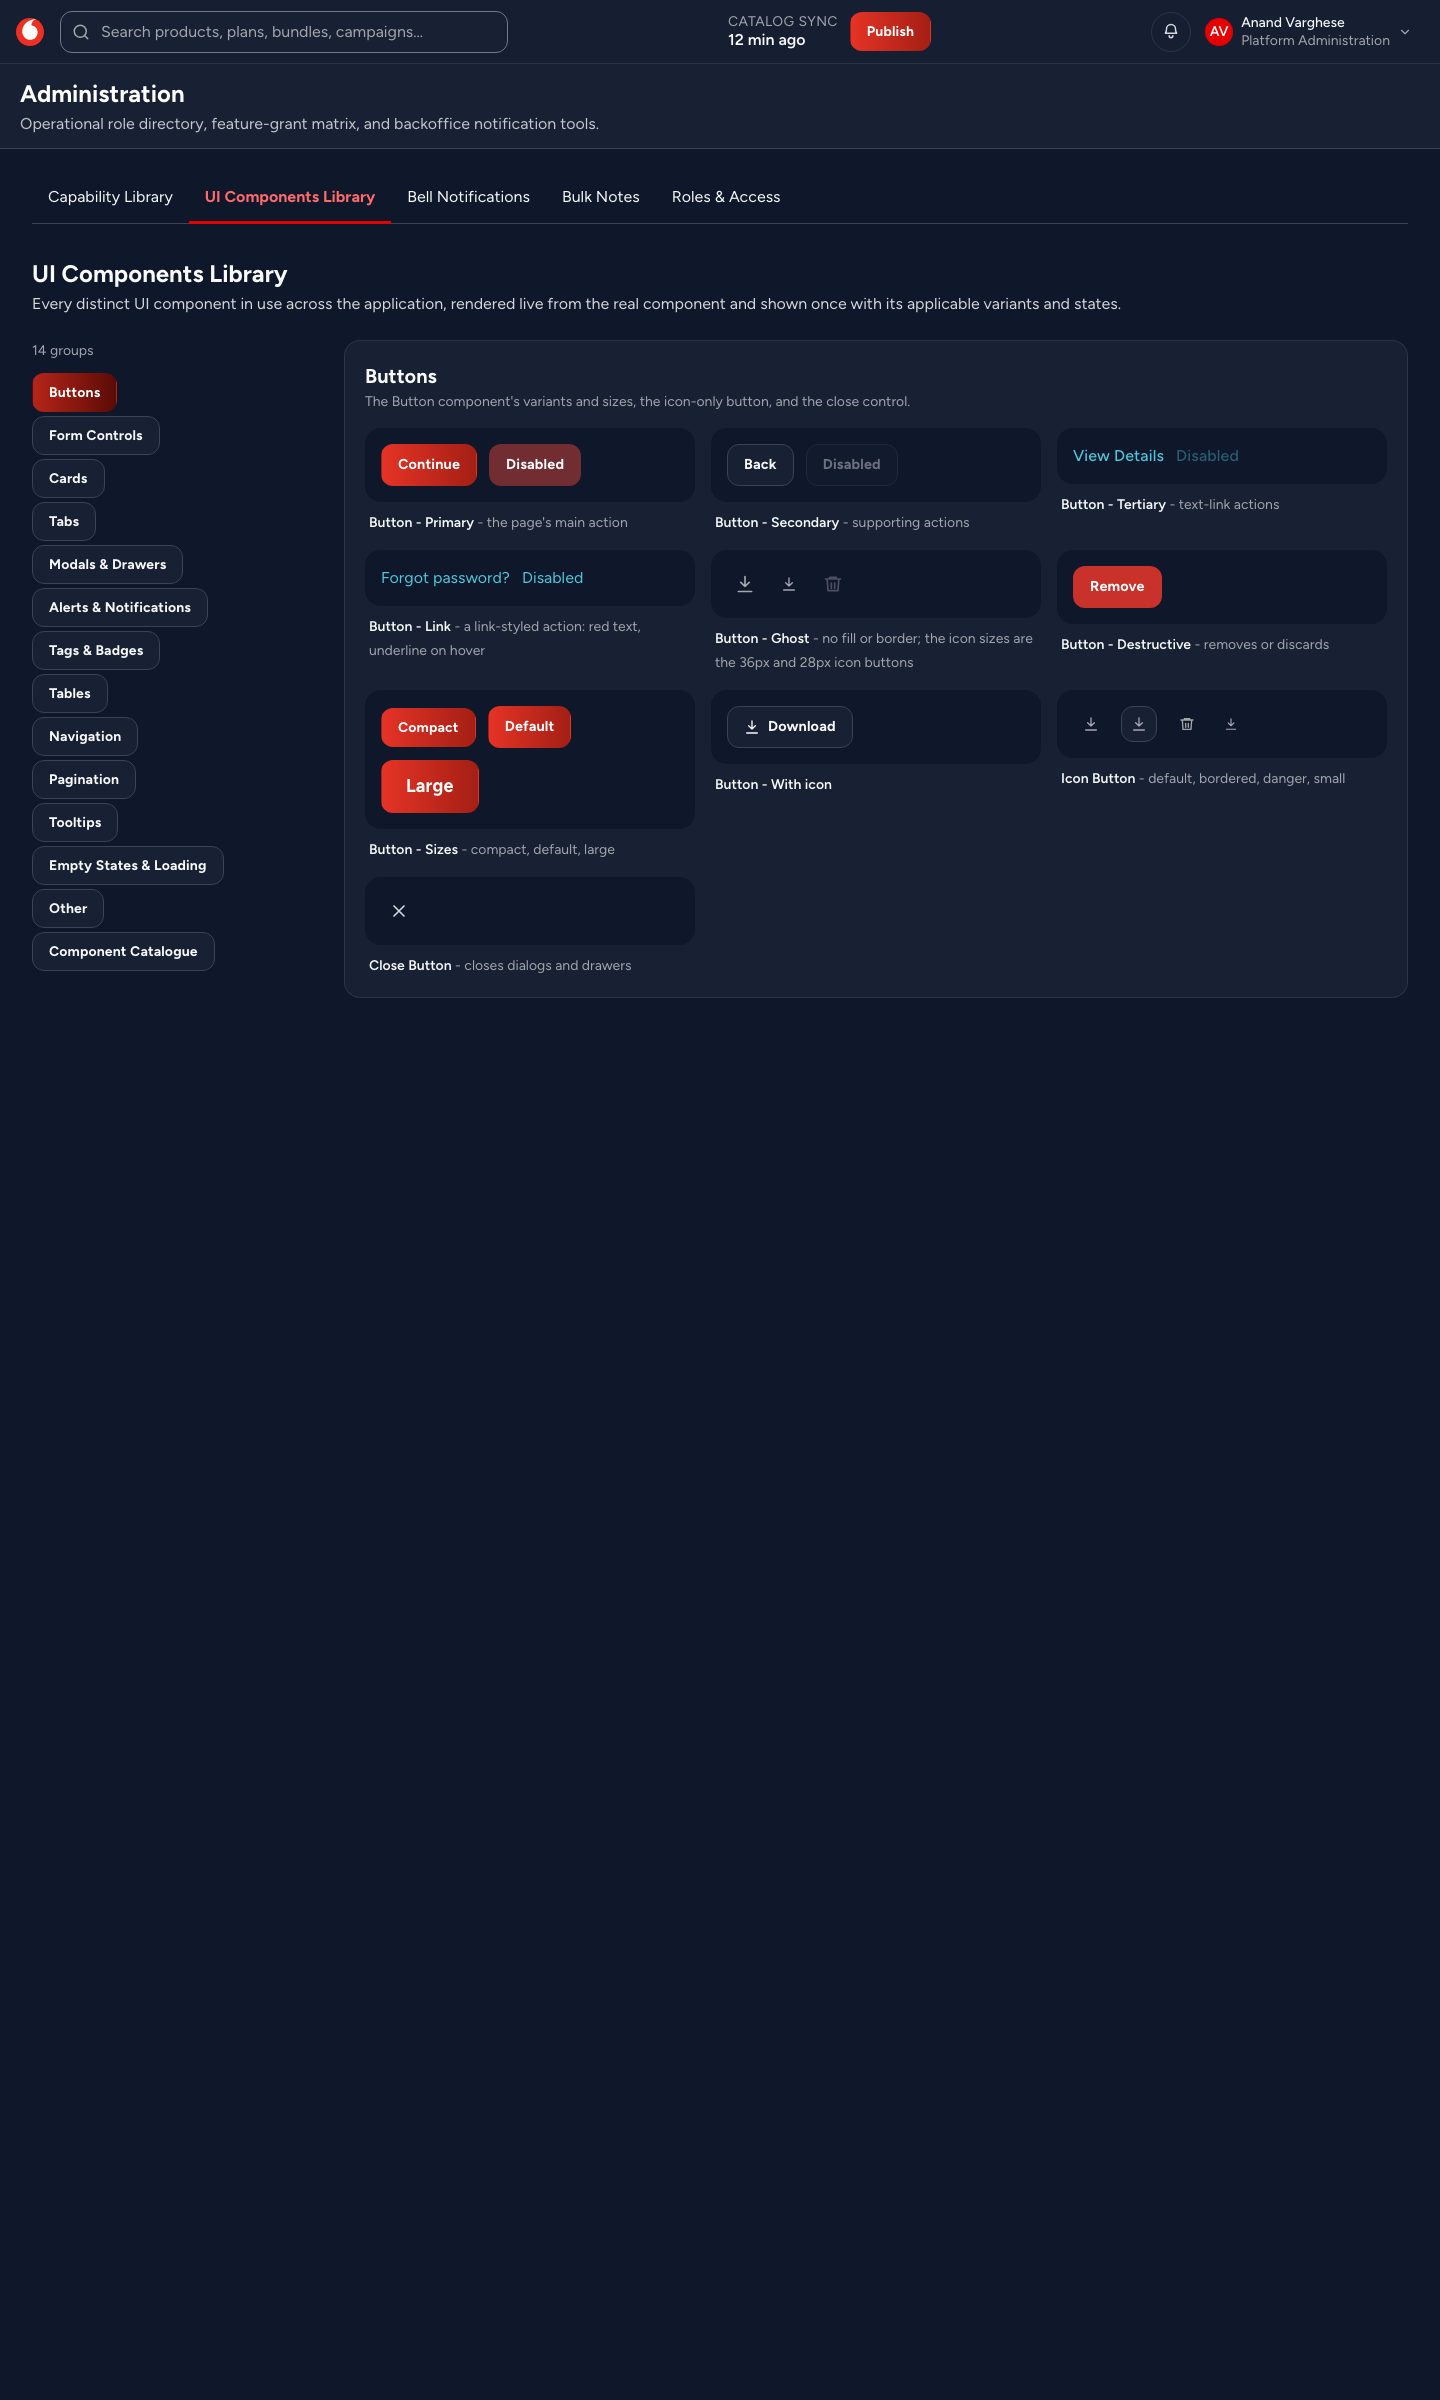 Search products, plans, bundles, campaigns...
CATALOG SYNC
12 min ago
Publish
AV
Anand Varghese
Platform Administration
Administration
Operational role directory, feature-grant matrix, and backoffice notification tools.
Capability Library
UI Components Library
Bell Notifications
Bulk Notes
Roles & Access
UI Components Library
Every distinct UI component in use across the application, rendered live from the real component and shown once with its applicable variants and states.
14 groups
Buttons
Form Controls
Cards
Tabs
Modals & Drawers
Alerts & Notifications
Tags & Badges
Tables
Navigation
Pagination
Tooltips
Empty States & Loading
Other
Component Catalogue
Buttons
The Button component's variants and sizes, the icon-only button, and the close control.
Continue
Disabled
Button - Primary - the page's main action
Back
Disabled
Button - Secondary - supporting actions
View Details
Disabled
Button - Tertiary - text-link actions
Forgot password?
Disabled
Button - Link - a link-styled action: red text,
underline on hover
Button - Ghost - no fill or border; the icon sizes are
the 36px and 28px icon buttons
Remove
Button - Destructive - removes or discards
Compact
Default
Large
Button - Sizes - compact, default, large
Download
Button - With icon
Icon Button - default, bordered, danger, small
Close Button - closes dialogs and drawers